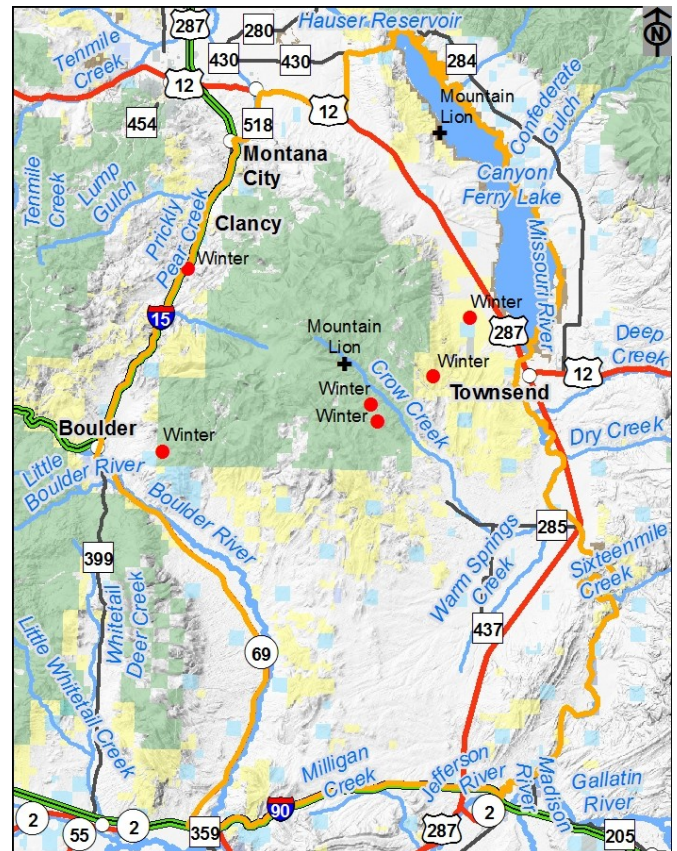 Hauser Reservoir
N
287
280
Tenmile
Creek
430
430
284
12
12
Confederate
Gulch
Mountain
Lion
454
518
Montana
City
Canyon
Ferry Lake
Tenmile
Creek
Lump
Gulch
Prickly
Pear Creek
Clancy
Missouri River
Winter
15
Winter
287
Mountain
Lion
Deep
Creek
12
Winter
Townsend
Winter
Winter
Crow Creek
Boulder
Winter
Dry Creek
Little
Boulder River
Boulder River
285
399
Warm Springs
Creek
Sixteenmile
Creek
Whitetail
Deer Creek
437
Little Whitetail Creek
69
Milligan
Creek
Jefferson
River
Madison
River
Gallatin
River
90
2
55
2
359
287
2
205